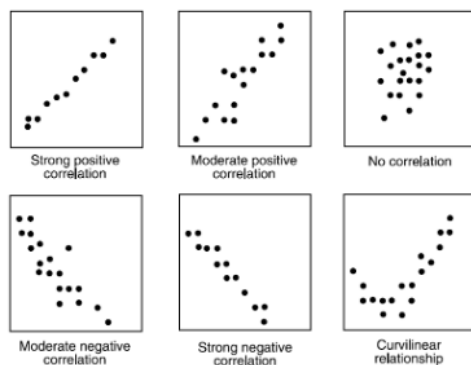 Strong positive
correlation
Moderate positive
correlation
No correlation
Moderate negative
correlation
Strong negative
correlation
Curvilinear
relationship